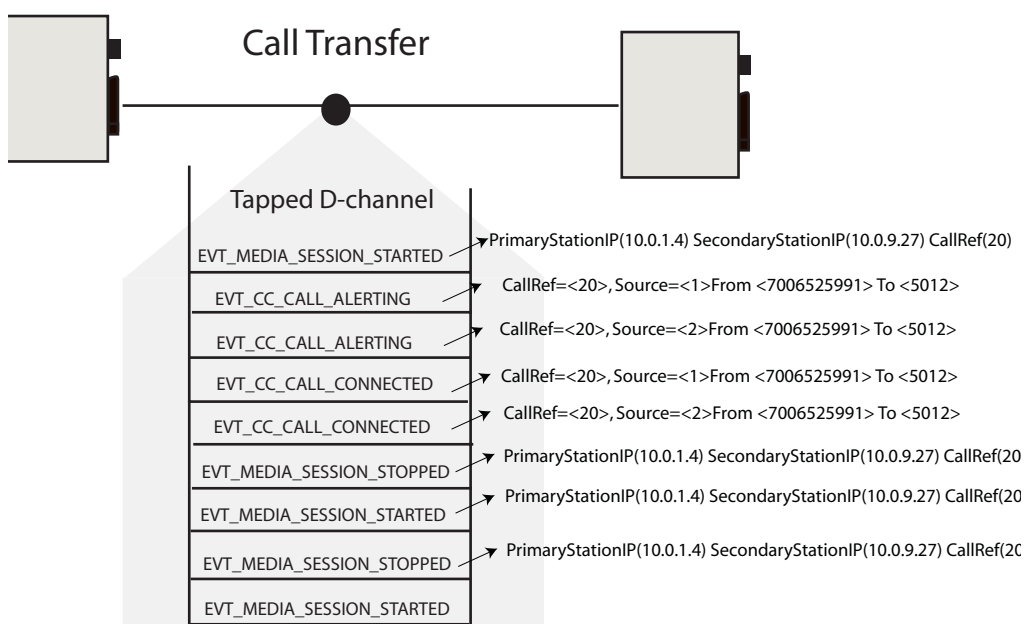 Call Transfer
Tapped D-channel
EVT_MEDIA_SESSION_STARTED PrimaryStationIP(10.0.1.4) SecondaryStationIP(10.0.9.27) CallRef(20)
EVT_CC_CALL_ALERTING CallRef=<20>, Source=<1>From <7006525991> To <5012>
EVT_CC_CALL_ALERTING CallRef=<20>, Source=<2>From <7006525991> To <5012>
EVT_CC_CALL_CONNECTED CallRef=<20>, Source=<1>From <7006525991> To <5012>
EVT_CC_CALL_CONNECTED CallRef=<20>, Source=<2>From <7006525991> To <5012>
EVT_MEDIA_SESSION_STOPPED PrimaryStationIP(10.0.1.4) SecondaryStationIP(10.0.9.27) CallRef(20
EVT_MEDIA_SESSION_STARTED PrimaryStationIP(10.0.1.4) SecondaryStationIP(10.0.9.27) CallRef(20
EVT_MEDIA_SESSION_STOPPED PrimaryStationIP(10.0.1.4) SecondaryStationIP(10.0.9.27) CallRef(20
EVT_MEDIA_SESSION_STARTED